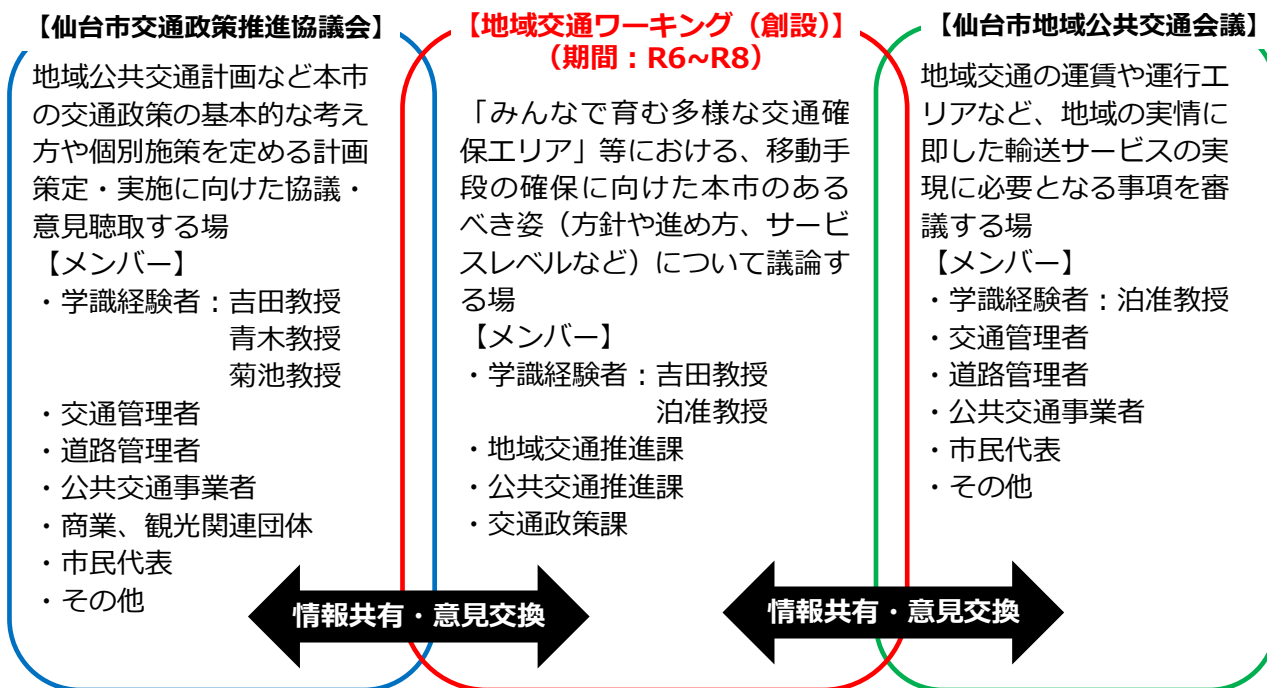 【仙台市交通政策推進協議会】
地域公共交通計画など本市
の交通政策の基本的な考え
方や個別施策を定める計画
策定・実施に向けた協議・
意見聴取する場
【メンバー】
・学識経験者：吉田教授
青木教授
菊池教授
・交通管理者
・道路管理者
・公共交通事業者
・商業、観光関連団体
・市民代表
・その他
【地域交通ワーキング（創設）】
（期間：R6~R8）
「みんなで育む多様な交通確
保エリア」等における、移動手
段の確保に向けた本市のある
べき姿（方針や進め方、サービ
スレベルなど）について議論す
る場
【メンバー】
・学識経験者：吉田教授
泊准教授
・地域交通推進課
・公共交通推進課
・交通政策課
【仙台市地域公共交通会議】
地域交通の運賃や運行エ
リアなど、地域の実情に
即した輸送サービスの実
現に必要となる事項を審
議する場
【メンバー】
・学識経験者：泊准教授
・交通管理者
・道路管理者
・公共交通事業者
・市民代表
・その他
情報共有・意見交換
情報共有・意見交換